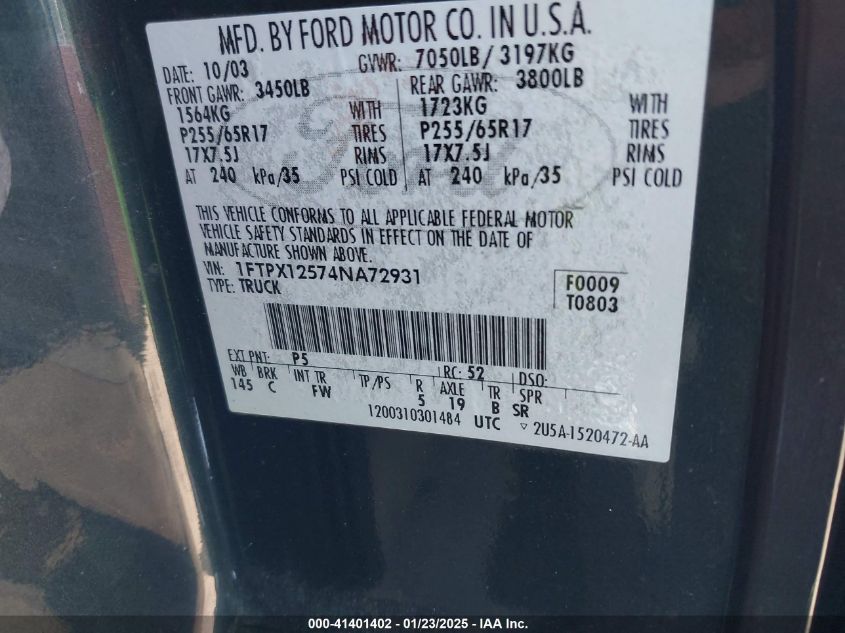 MFD. BY FORD MOTOR CO. IN U.S.A.
DATE: 10/03 GVWR: 7050LB/ 3197KG
FRONT GAWR: 3450LB REAR GAWR: 3800LB
1564KG WITH 1723KG WITH
P255/65R17 TIRES P255/65R17 TIRES
17X7.5J RIMS 17X7.5J RIMS
AT 240 kPa/35 PSI COLD AT 240 kPa/35 PSI COLD
THIS VEHICLE CONFORMS TO ALL APPLICABLE FEDERAL MOTOR
VEHICLE SAFETY STANDARDS IN EFFECT ON THE DATE OF
MANUFACTURE SHOWN ABOVE.
VIN: 1FTPX12574NA72931
TYPE: TRUCK
F0009
T0803
EXT PNT: P5 RC: 52 DSO:
WB BRK INT TR TP/PS R AXLE TR SPR
145 C FW 5 19 B SR
1200310301484 UTC ▽ 2U5A-1520472-AA
000-41401402 - 01/23/2025 - IAA Inc.